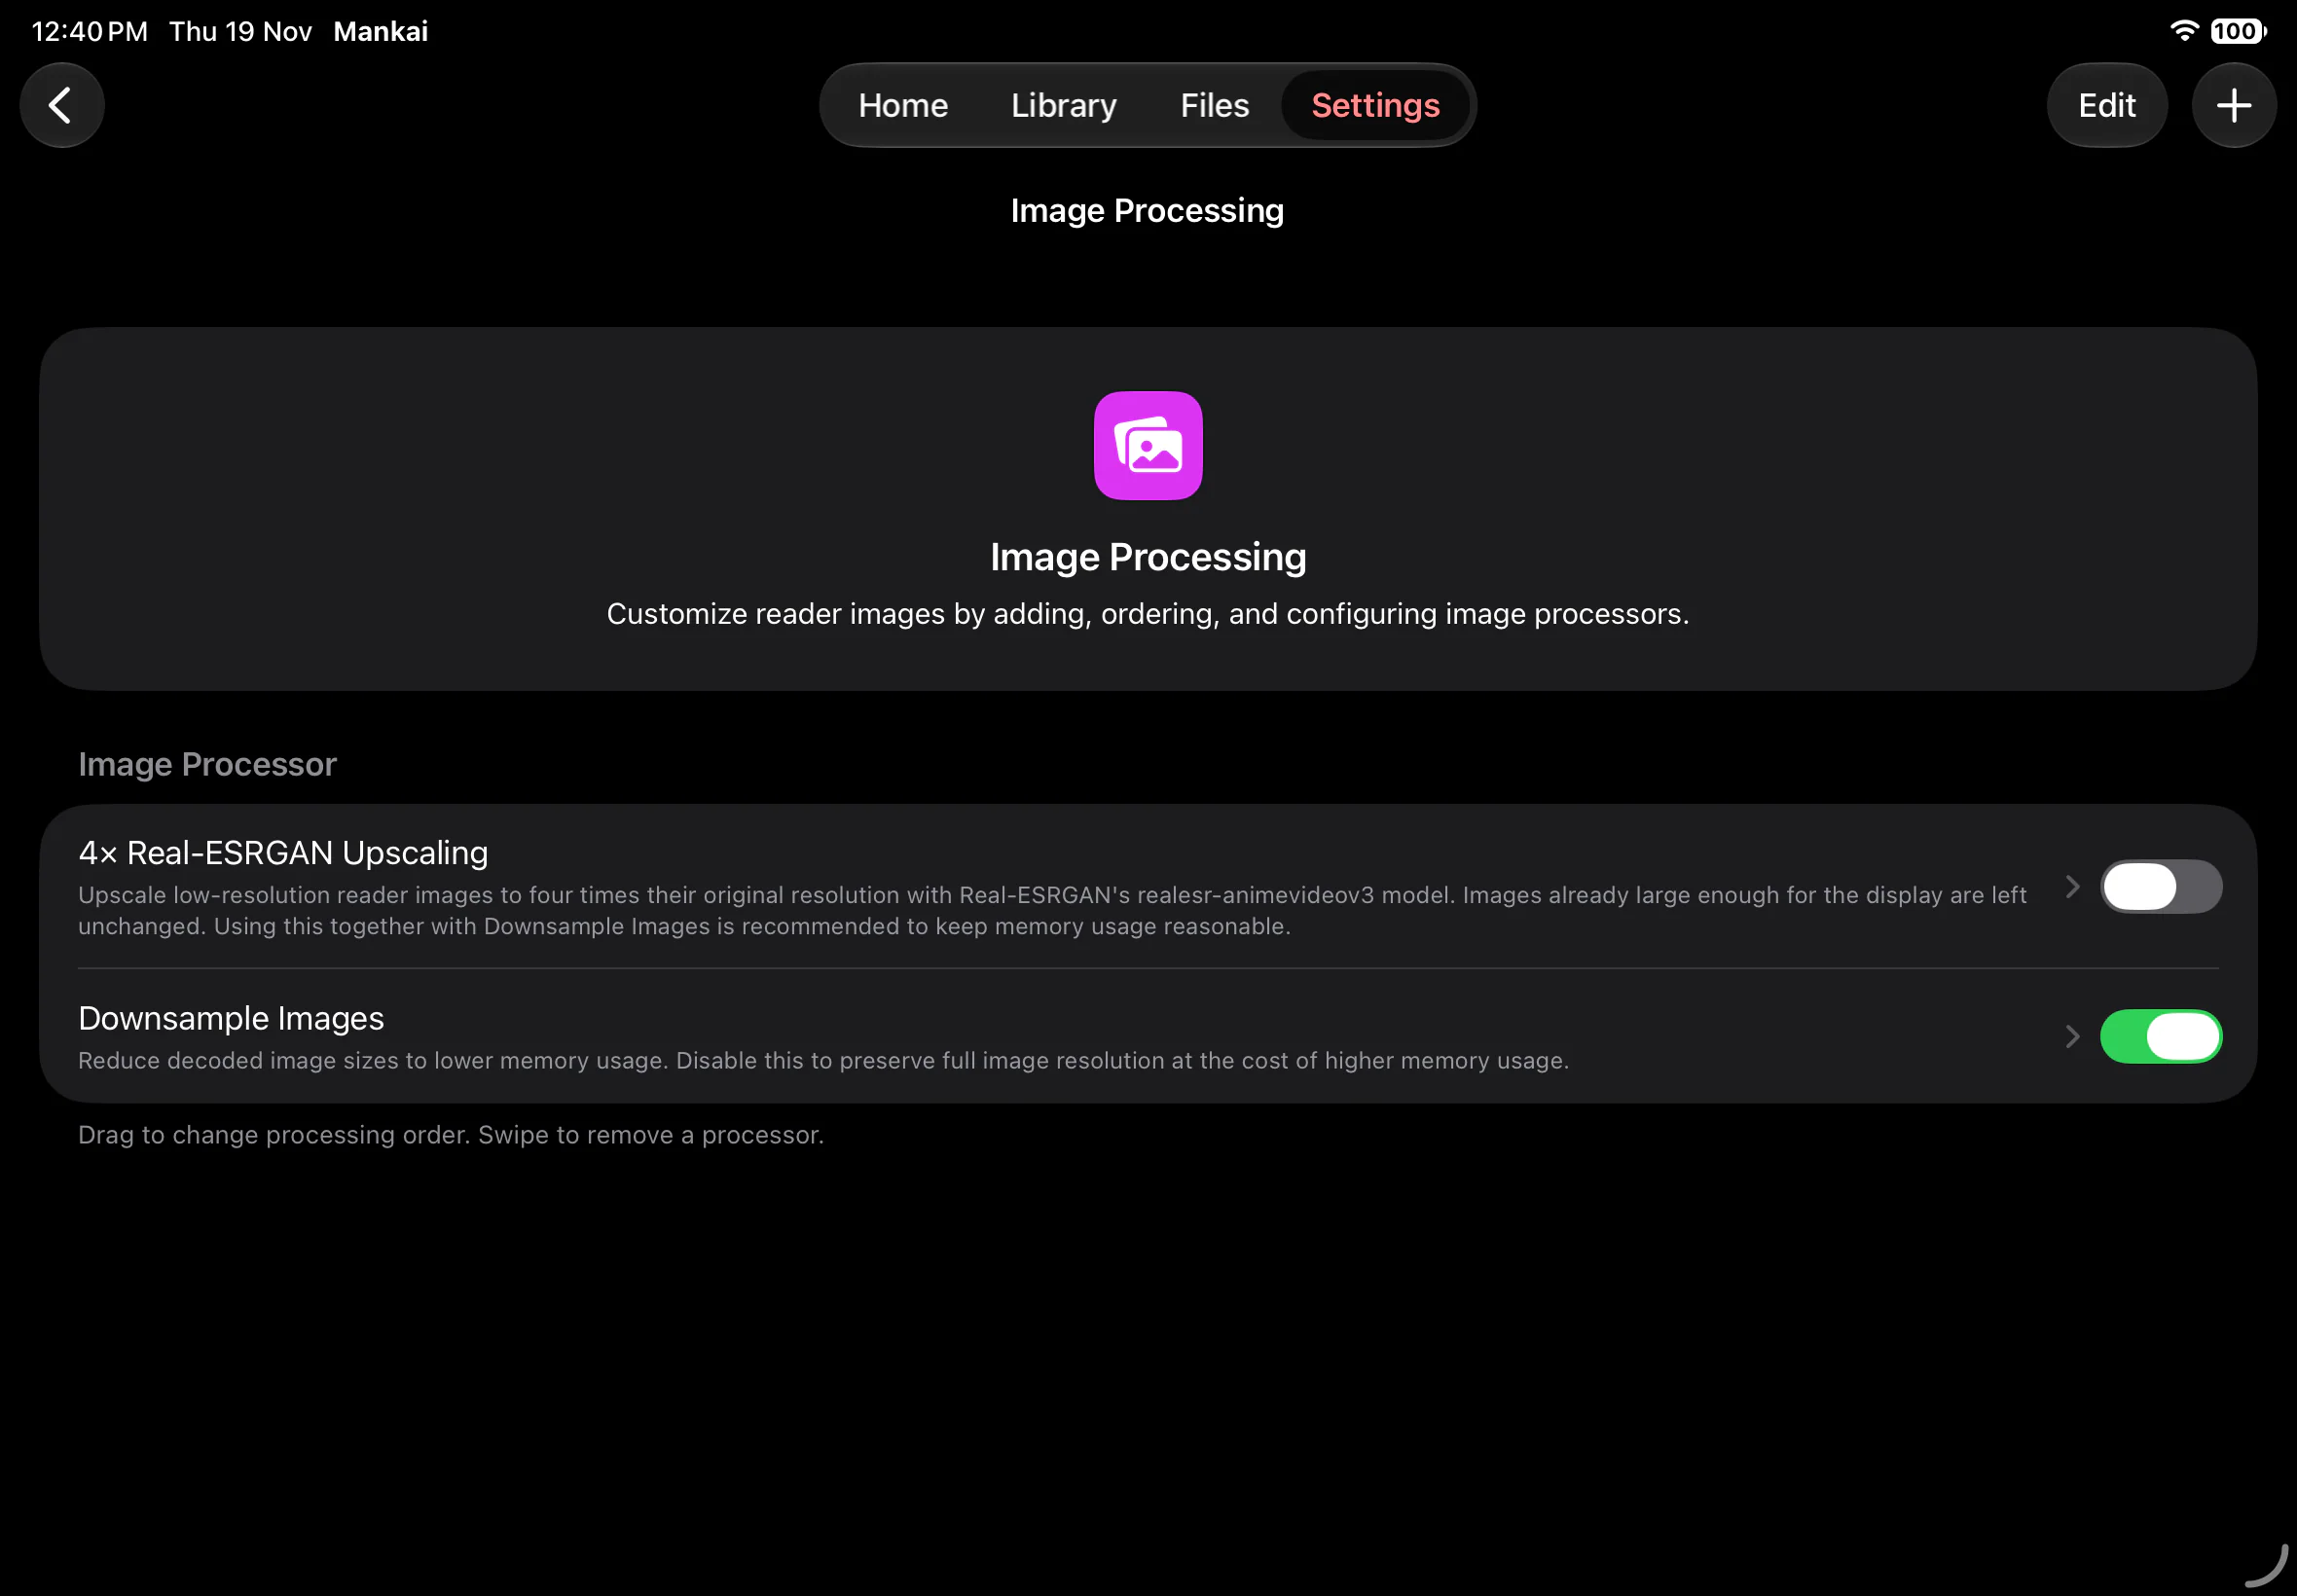 12:40 PM Thu 19 Nov Mankai
100
Home Library Files Settings
Edit
Image Processing
Image Processing
Customize reader images by adding, ordering, and configuring image processors.
Image Processor
4× Real-ESRGAN Upscaling
Upscale low-resolution reader images to four times their original resolution with Real-ESRGAN's realesr-animevideov3 model. Images already large enough for the display are left
unchanged. Using this together with Downsample Images is recommended to keep memory usage reasonable.
Downsample Images
Reduce decoded image sizes to lower memory usage. Disable this to preserve full image resolution at the cost of higher memory usage.
Drag to change processing order. Swipe to remove a processor.